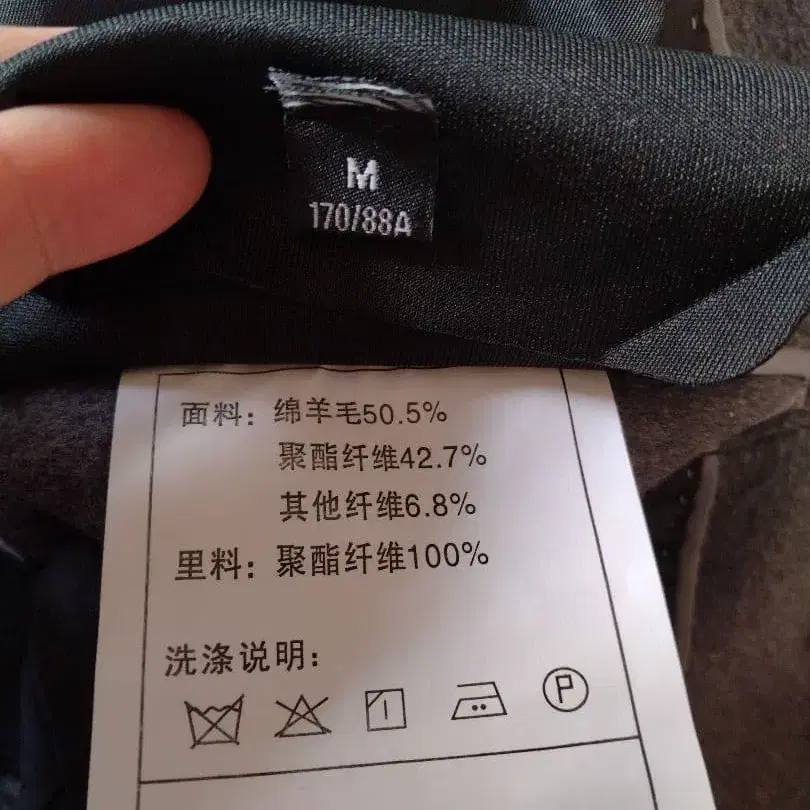 M
170/88A
面料：绵羊毛50.5%
聚酯纤维42.7%
其他纤维6.8%
里料：聚酯纤维100%
洗涤说明：
P